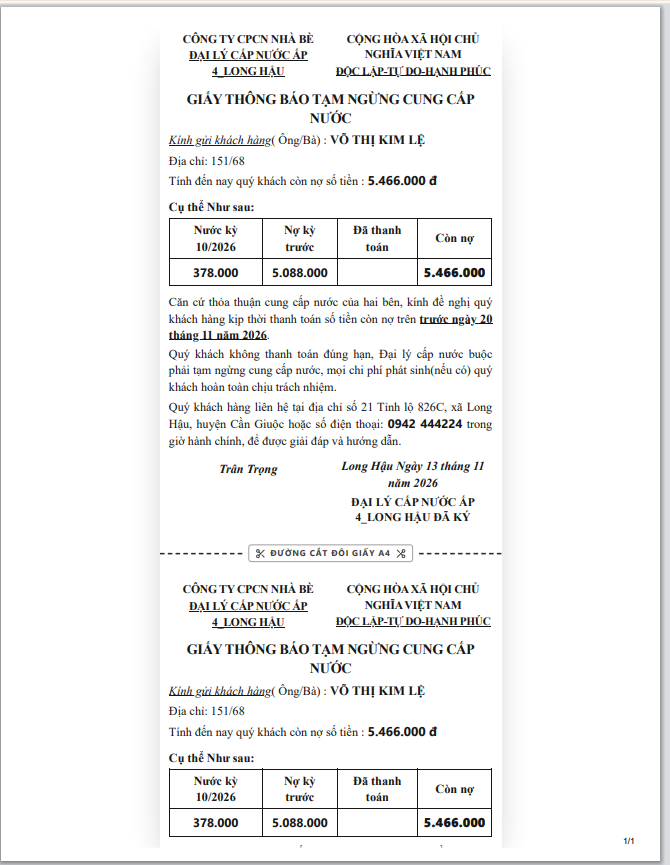 CÔNG TY CPCN NHÀ BÈ
ĐẠI LÝ CẤP NƯỚC ẤP
4_LONG HẬU
CỘNG HÒA XÃ HỘI CHỦ
NGHĨA VIỆT NAM
ĐỘC LẬP-TỰ DO-HẠNH PHÚC
GIẤY THÔNG BÁO TẠM NGỪNG CUNG CẤP
NƯỚC
Kính gửi khách hàng( Ông/Bà) : VÕ THỊ KIM LỆ
Địa chỉ: 151/68
Tính đến nay quý khách còn nợ số tiền : 5.466.000 đ
Cụ thể Như sau:
Nước kỳ 10/2026 | Nợ kỳ trước | Đã thanh toán | Còn nợ
378.000 | 5.088.000 | | 5.466.000
Căn cứ thỏa thuận cung cấp nước của hai bên, kính đề nghị quý
khách hàng kịp thời thanh toán số tiền còn nợ trên trước ngày 20
tháng 11 năm 2026.
Quý khách không thanh toán đúng hạn, Đại lý cấp nước buộc
phải tạm ngừng cung cấp nước, mọi chi phí phát sinh(nếu có) quý
khách hoàn toàn chịu trách nhiệm.
Quý khách hàng liên hệ tại địa chỉ số 21 Tỉnh lộ 826C, xã Long
Hậu, huyện Cần Giuộc hoặc số điện thoại: 0942 444224 trong
giờ hành chính, để được giải đáp và hướng dẫn.
Trân Trọng
Long Hậu Ngày 13 tháng 11
năm 2026
ĐẠI LÝ CẤP NƯỚC ẤP
4_LONG HẬU ĐÃ KÝ
ĐƯỜNG CẮT ĐÔI GIẤY A4
CÔNG TY CPCN NHÀ BÈ
ĐẠI LÝ CẤP NƯỚC ẤP
4_LONG HẬU
CỘNG HÒA XÃ HỘI CHỦ
NGHĨA VIỆT NAM
ĐỘC LẬP-TỰ DO-HẠNH PHÚC
GIẤY THÔNG BÁO TẠM NGỪNG CUNG CẤP
NƯỚC
Kính gửi khách hàng( Ông/Bà) : VÕ THỊ KIM LỆ
Địa chỉ: 151/68
Tính đến nay quý khách còn nợ số tiền : 5.466.000 đ
Cụ thể Như sau:
Nước kỳ 10/2026 | Nợ kỳ trước | Đã thanh toán | Còn nợ
378.000 | 5.088.000 | | 5.466.000
1/1